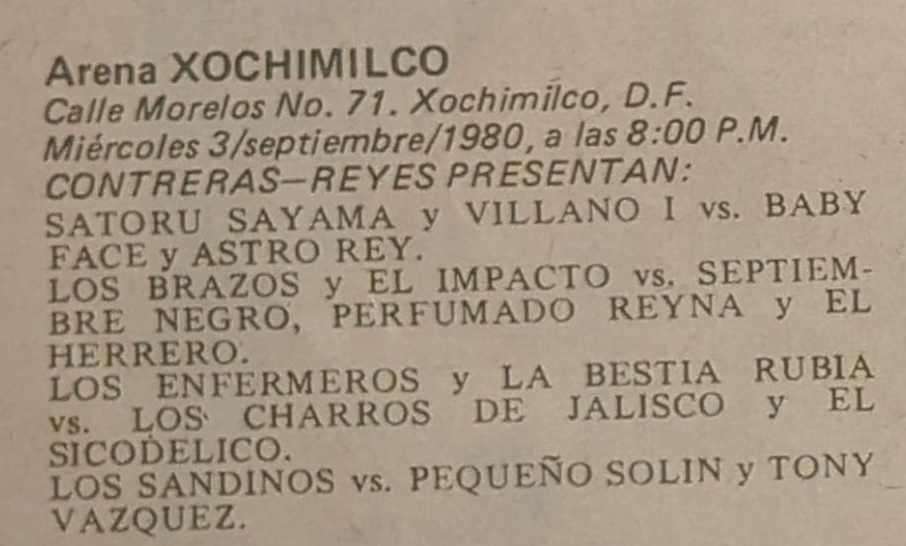 Arena XOCHIMILCO
Calle Morelos No. 71. Xochimilco, D.F.
Miércoles 3/septiembre/1980, a las 8:00 P.M.
CONTRERAS—REYES PRESENTAN:
SATORU SAYAMA y VILLANO I vs. BABY
FACE y ASTRO REY.
LOS BRAZOS y EL IMPACTO vs. SEPTIEM-
BRE NEGRO, PERFUMADO REYNA y EL
HERRERO.
LOS ENFERMEROS y LA BESTIA RUBIA
vs. LOS CHARROS DE JALISCO y EL
SICODELICO.
LOS SANDINOS vs. PEQUEÑO SOLIN y TONY
VAZQUEZ.